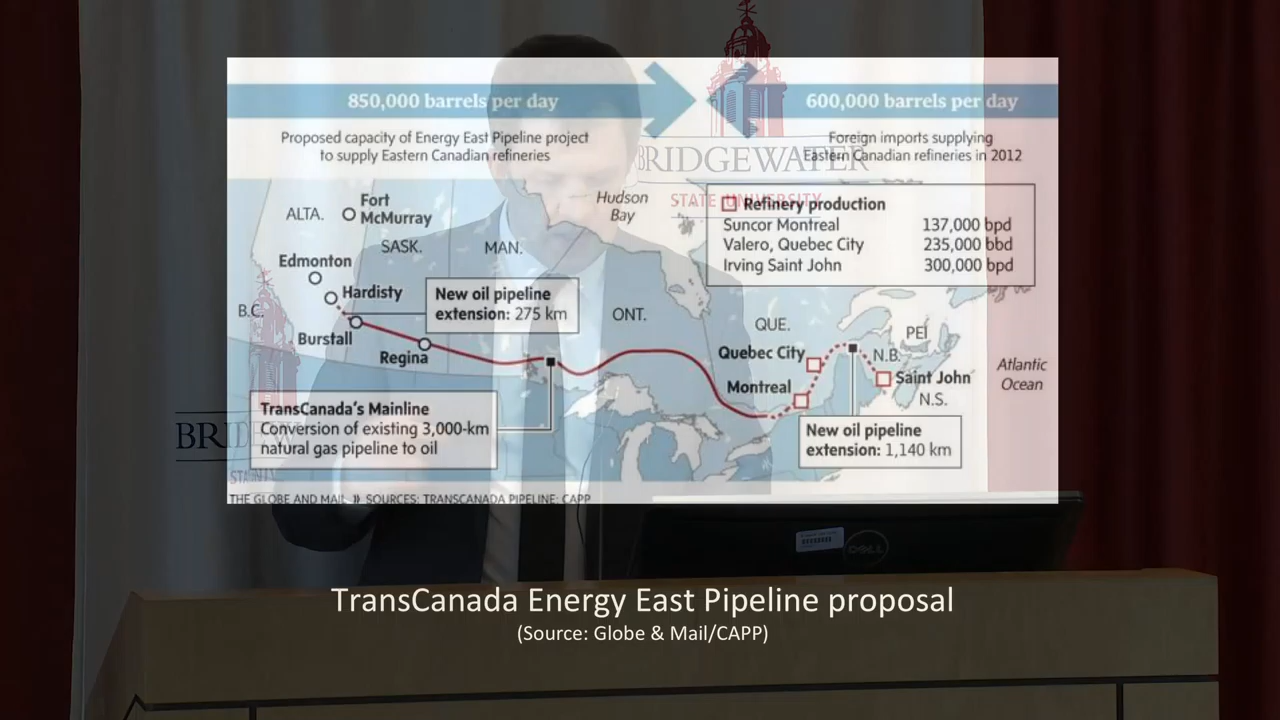 850,000 barrels per day
Proposed capacity of Energy East Pipeline project
to supply Eastern Canadian refineries
600,000 barrels per day
Foreign imports supplying
Eastern Canadian refineries in 2012
BRIDGEWATER
STATE UNIVERSITY
Refinery production
Suncor Montreal 137,000 bpd
Valero, Quebec City 235,000 bbd
Irving Saint John 300,000 bpd
Hudson
Bay
Fort
McMurray
ALTA.
SASK.
MAN.
Edmonton
Hardisty
B.C.
New oil pipeline
extension: 275 km
ONT.
Burstall
Regina
QUE.
PEI
Quebec City
N.B.
Atlantic
Ocean
Saint John
Montreal
N.S.
TransCanada's Mainline
Conversion of existing 3,000-km
natural gas pipeline to oil
New oil pipeline
extension: 1,140 km
BRIDGEW
THE GLOBE AND MAIL » SOURCES: TRANSCANADA PIPELINE; CAPP
DELL
TransCanada Energy East Pipeline proposal
(Source: Globe & Mail/CAPP)